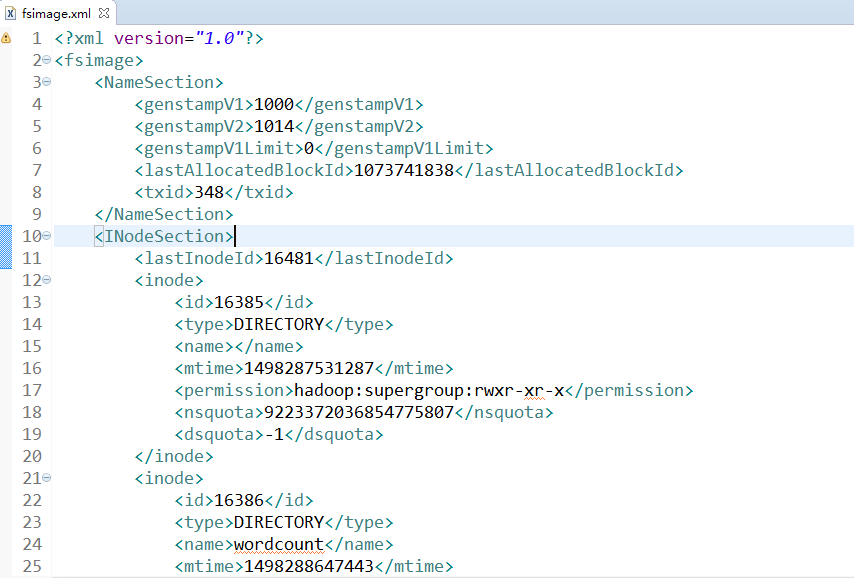 fsimage.xml
1 <?xml version="1.0"?>
2 <fsimage>
3     <NameSection>
4         <genstampV1>1000</genstampV1>
5         <genstampV2>1014</genstampV2>
6         <genstampV1Limit>0</genstampV1Limit>
7         <lastAllocatedBlockId>1073741838</lastAllocatedBlockId>
8         <txid>348</txid>
9     </NameSection>
10     <INodeSection>
11         <lastInodeId>16481</lastInodeId>
12         <inode>
13             <id>16385</id>
14             <type>DIRECTORY</type>
15             <name></name>
16             <mtime>1498287531287</mtime>
17             <permission>hadoop:supergroup:rwxr-xr-x</permission>
18             <nsquota>9223372036854775807</nsquota>
19             <dsquota>-1</dsquota>
20         </inode>
21         <inode>
22             <id>16386</id>
23             <type>DIRECTORY</type>
24             <name>wordcount</name>
25             <mtime>1498288647443</mtime>